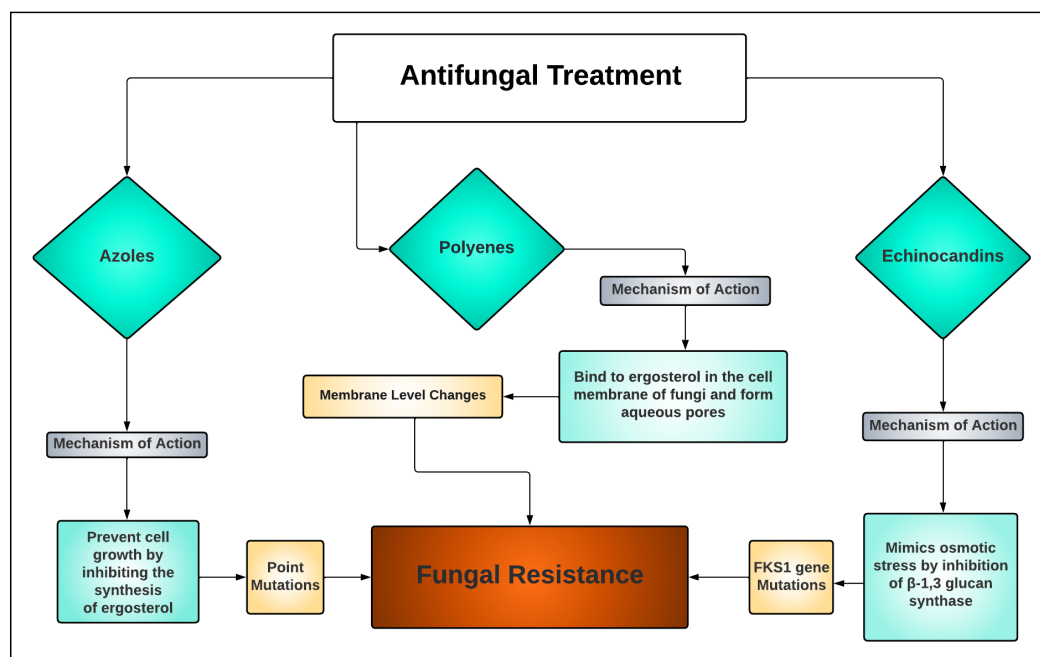 Antifungal Treatment
Azoles
Polyenes
Echinocandins
Mechanism of Action
Bind to ergosterol in the cell
membrane of fungi and form
aqueous pores
Membrane Level Changes
Mechanism of Action
Mechanism of Action
Prevent cell
growth by
inhibiting the
synthesis
of ergosterol
Point
Mutations
Fungal Resistance
FKS1 gene
Mutations
Mimics osmotic
stress by inhibition
of β-1,3 glucan
synthase